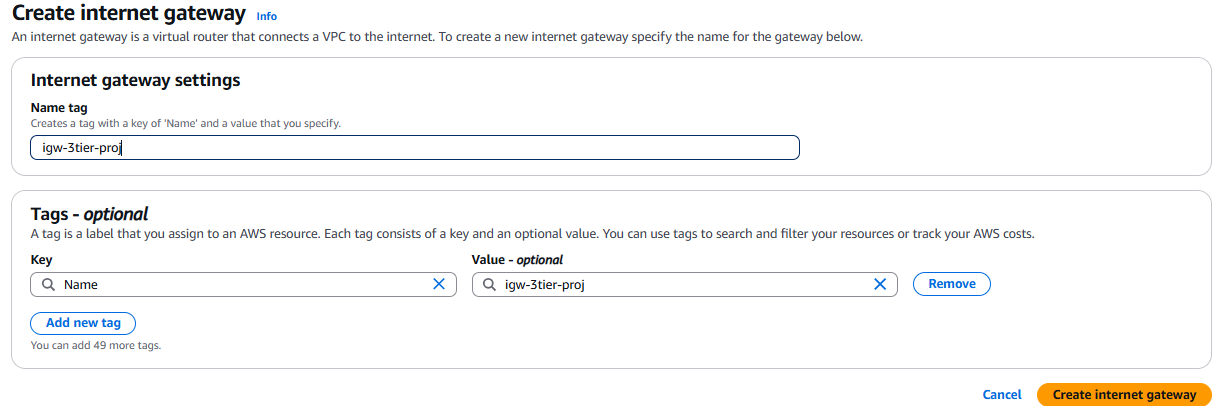 Create internet gateway Info
An internet gateway is a virtual router that connects a VPC to the internet. To create a new internet gateway specify the name for the gateway below.
Internet gateway settings
Name tag
Creates a tag with a key of 'Name' and a value that you specify.
igw-3tier-proj
Tags - optional
A tag is a label that you assign to an AWS resource. Each tag consists of a key and an optional value. You can use tags to search and filter your resources or track your AWS costs.
Key Value - optional
Name igw-3tier-proj Remove
Add new tag
You can add 49 more tags.
Cancel Create internet gateway